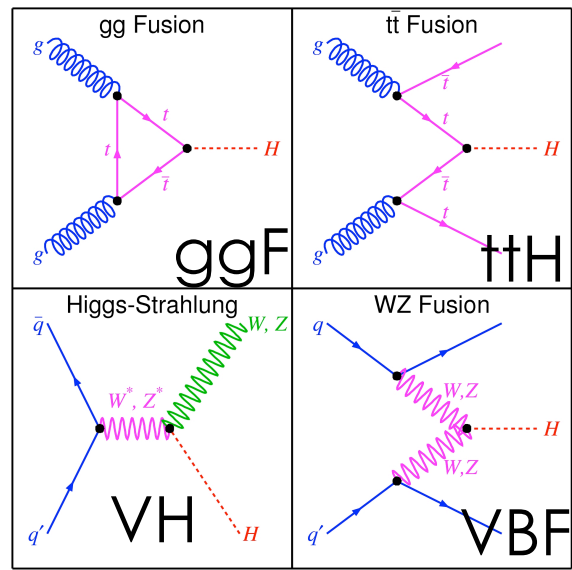 gg Fusion
g
t
t
t̄
H
g
ggF
tt̄ Fusion
g
t̄
t
H
t̄
t
g
ttH
Higgs-Strahlung
q̄
W, Z
W*, Z*
q′
H
VH
WZ Fusion
q
W,Z
H
W,Z
q′
VBF